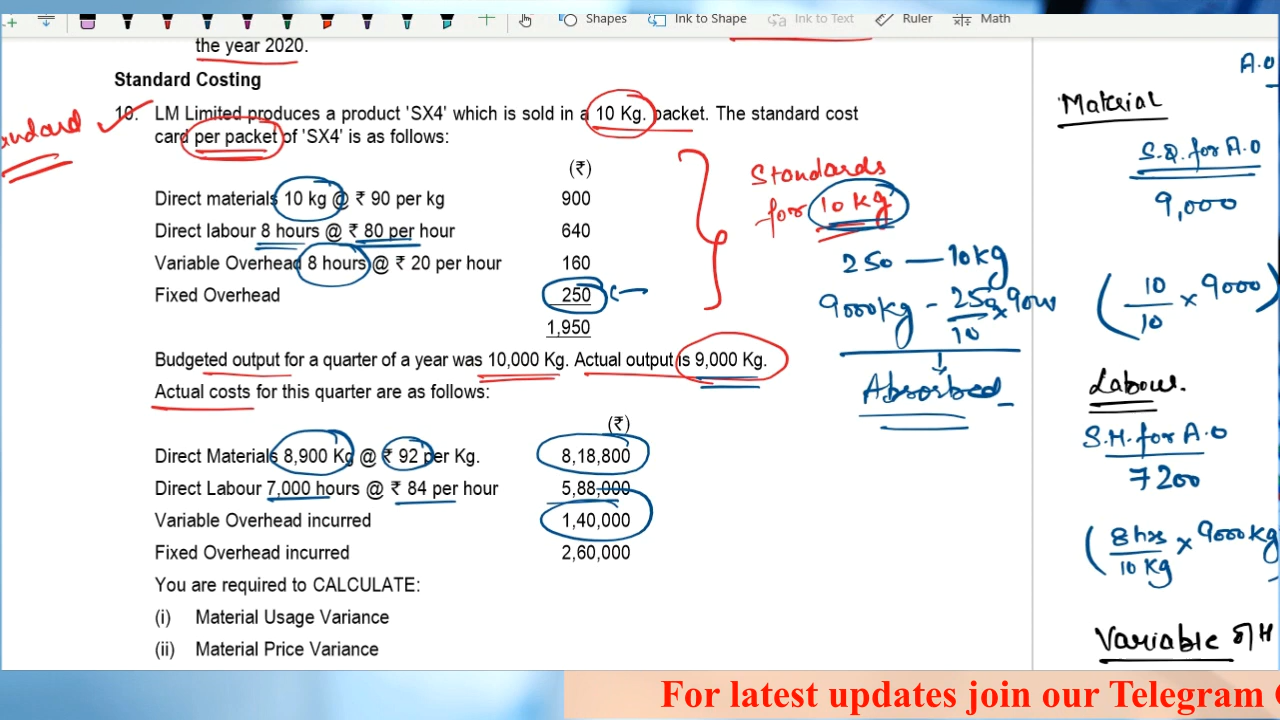 Shapes
Ink to Shape
Ink to Text
Ruler
Math
the year 2020.
Standard Costing
10. LM Limited produces a product 'SX4' which is sold in a 10 Kg. packet. The standard cost
card per packet of 'SX4' is as follows:
(₹)
Direct materials 10 kg @ ₹ 90 per kg 900
Direct labour 8 hours @ ₹ 80 per hour 640
Variable Overhead 8 hours @ ₹ 20 per hour 160
Fixed Overhead 250
1,950
Budgeted output for a quarter of a year was 10,000 Kg. Actual output is 9,000 Kg.
Actual costs for this quarter are as follows:
(₹)
Direct Materials 8,900 Kg @ ₹ 92 per Kg. 8,18,800
Direct Labour 7,000 hours @ ₹ 84 per hour 5,88,000
Variable Overhead incurred 1,40,000
Fixed Overhead incurred 2,60,000
You are required to CALCULATE:
(i) Material Usage Variance
(ii) Material Price Variance
andard
Standards
for 10 kg
250 — 10kg
9000kg - 250/10 × 9000
Absorbed
A.O
Material
S.Q. for A.O
9,000
(10/10 × 9000)
Labour.
S.H. for A.O
7200
(8hrs/10 Kg × 9000kg
Variable O/H
For latest updates join our Telegram